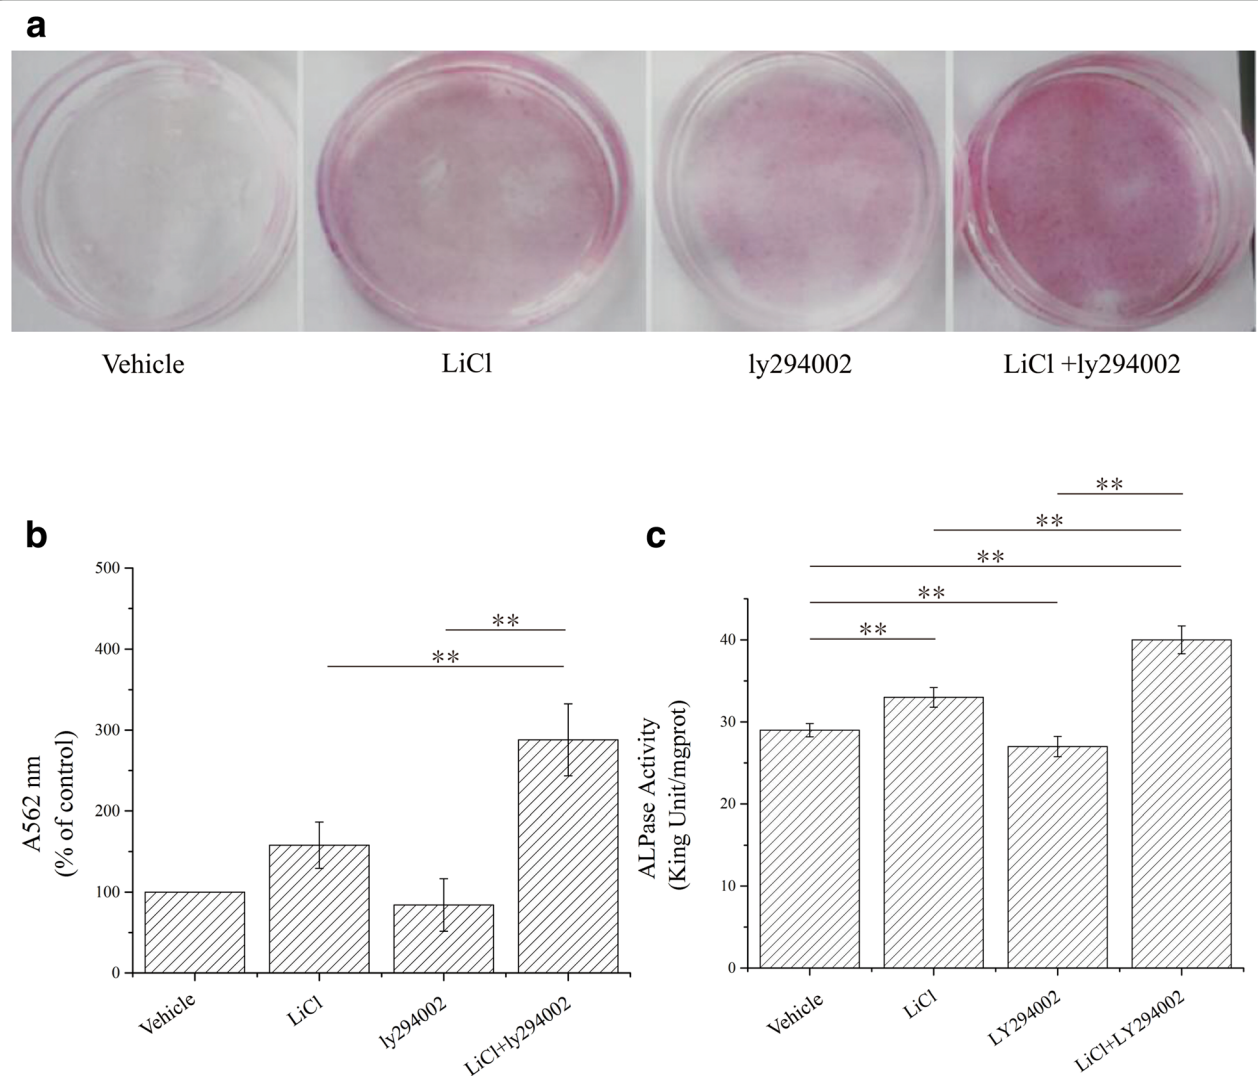 a
Vehicle
LiCl
ly294002
LiCl +ly294002
b
**
**
500
400
300
200
100
0
A562 nm
(% of control)
Vehicle
LiCl
ly294002
LiCl+ly294002
c
**
**
**
**
**
40
30
20
10
0
ALPase Activity
(King Unit/mgprot)
Vehicle
LiCl
LY294002
LiCl+LY294002